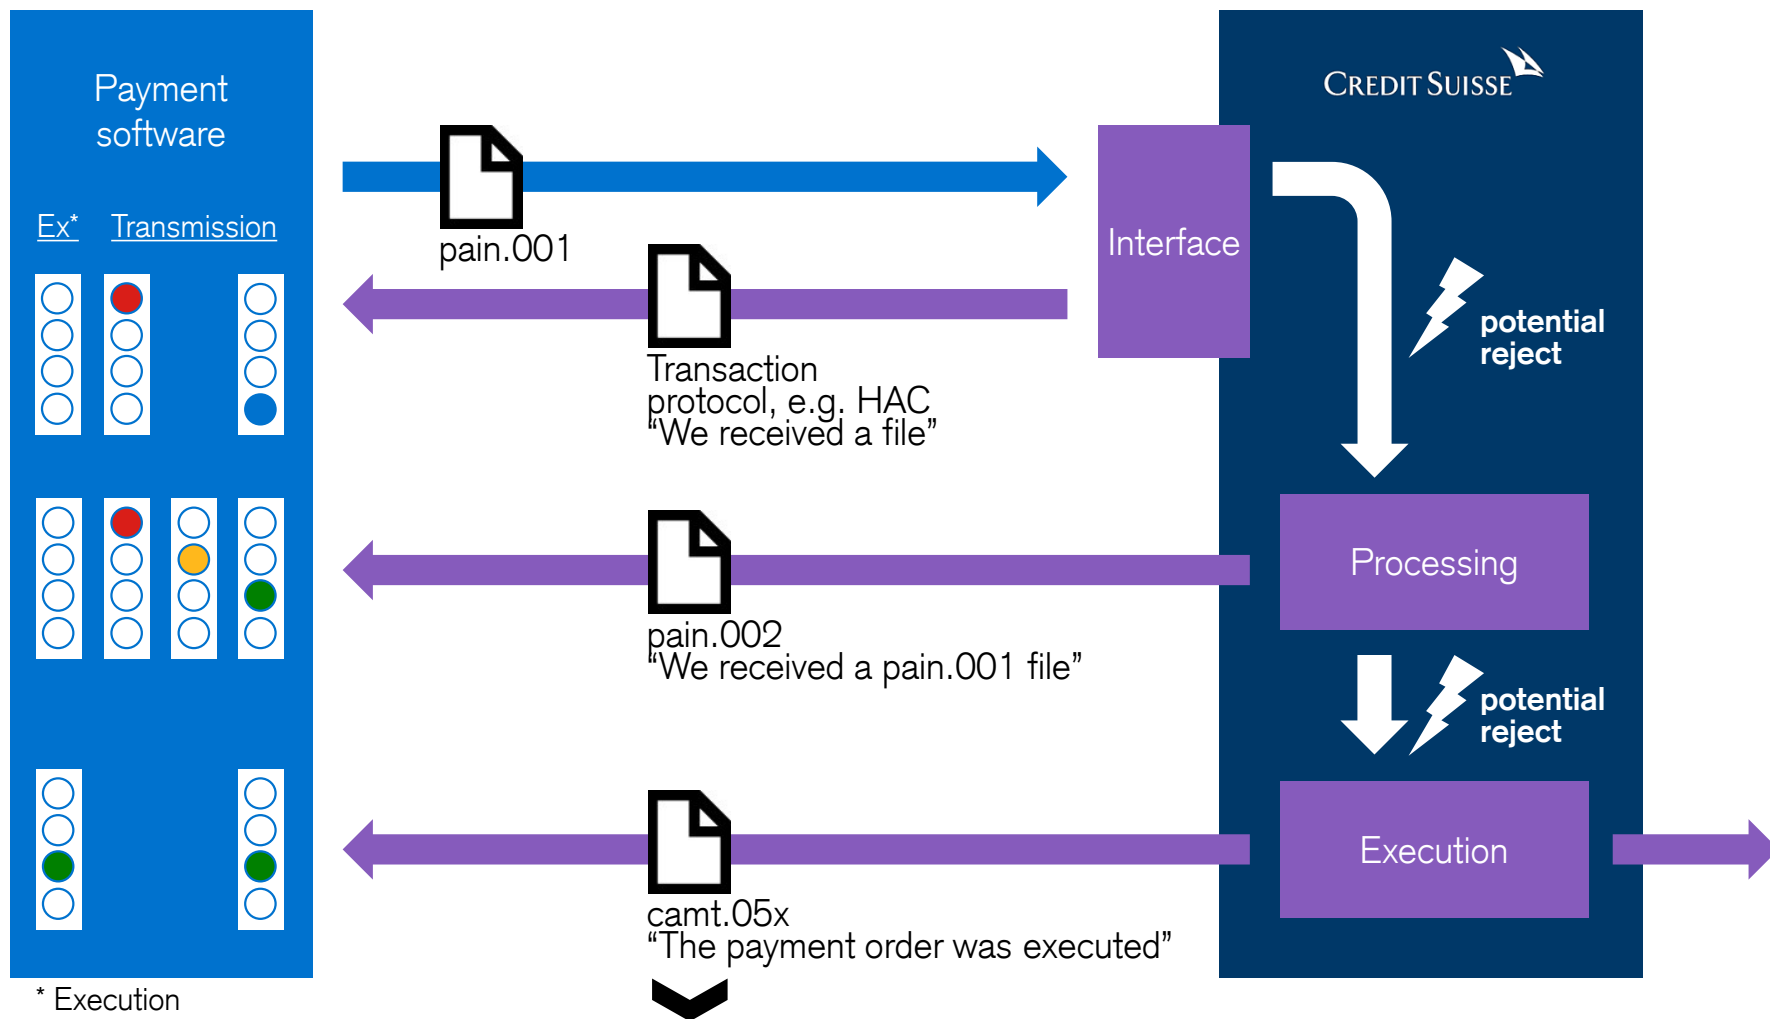 Payment
software
Ex* Transmission
pain.001
Transaction
protocol, e.g. HAC
“We received a file”
pain.002
“We received a pain.001 file”
camt.05x
“The payment order was executed”
CREDIT SUISSE
Interface
potential
reject
Processing
potential
reject
Execution
* Execution